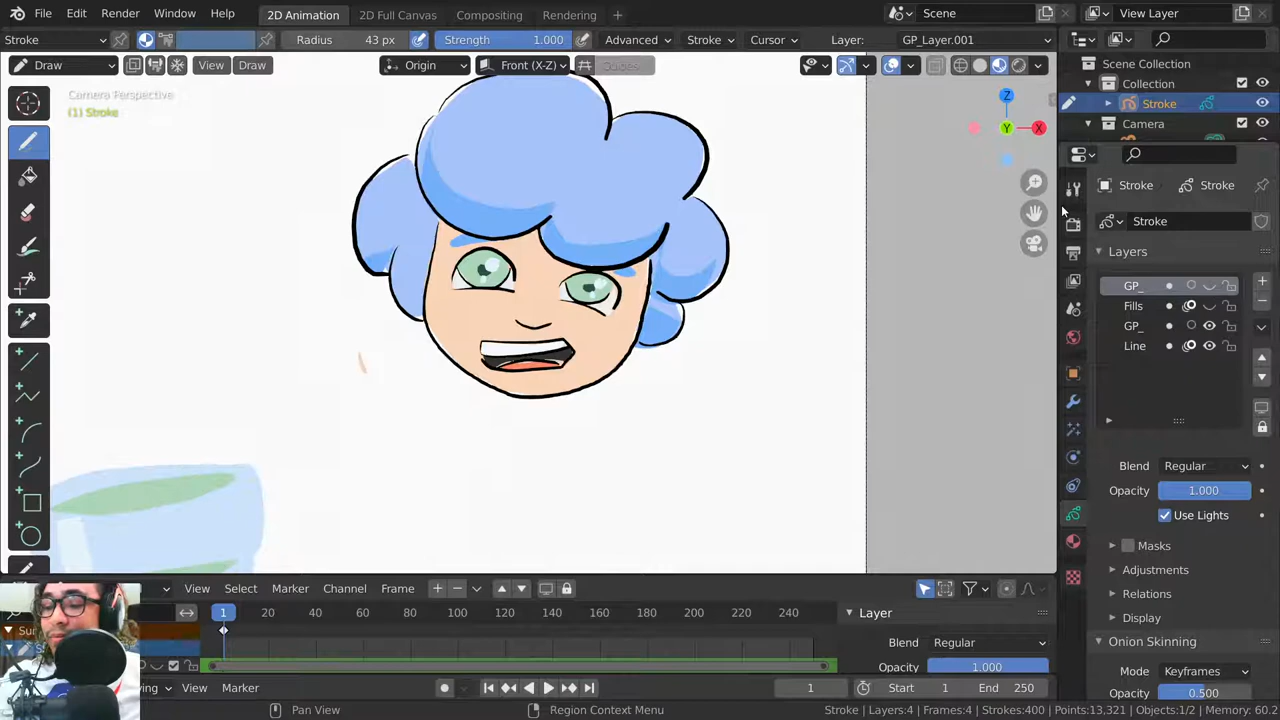 File Edit Render Window Help 2D Animation 2D Full Canvas Compositing Rendering + Scene View Layer
Stroke Radius 43 px Strength 1.000 Advanced Stroke Cursor Layer: GP_Layer.001
Draw View Draw Origin Front (X-Z) Guides
Scene Collection
Collection
Stroke
Camera
Camera Perspective
(1) Stroke
Z
Y
X
Stroke Stroke
Stroke
Layers
GP_
Fills
GP_
Line
Blend Regular
Opacity 1.000
Use Lights
Masks
Adjustments
Relations
Display
Onion Skinning
Mode Keyframes
Opacity 0.500
View Select Marker Channel Frame
1 20 40 60 80 100 120 140 160 180 200 220 240
Layer
Blend Regular
Opacity 1.000
View Marker 1 Start 1 End 250
Pan View Region Context Menu Stroke | Layers:4 | Frames:4 | Strokes:400 | Points:13,321 | Objects:1/2 | Memory: 60.2